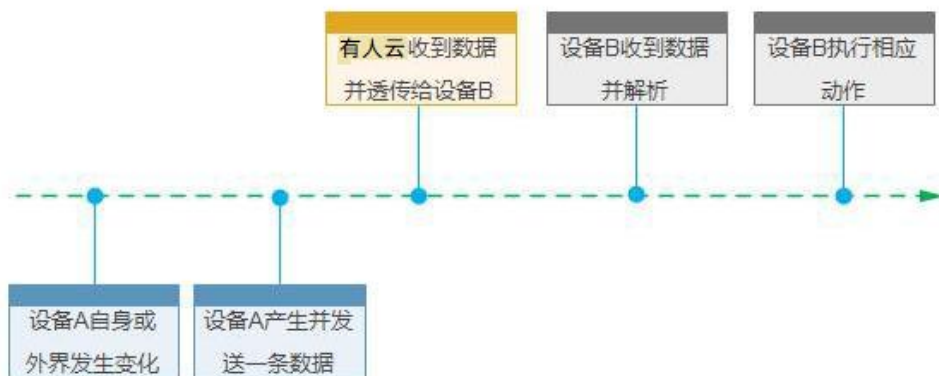 有人云收到数据
并透传给设备B
设备B收到数据
并解析
设备B执行相应
动作
设备A自身或
外界发生变化
设备A产生并发
送一条数据